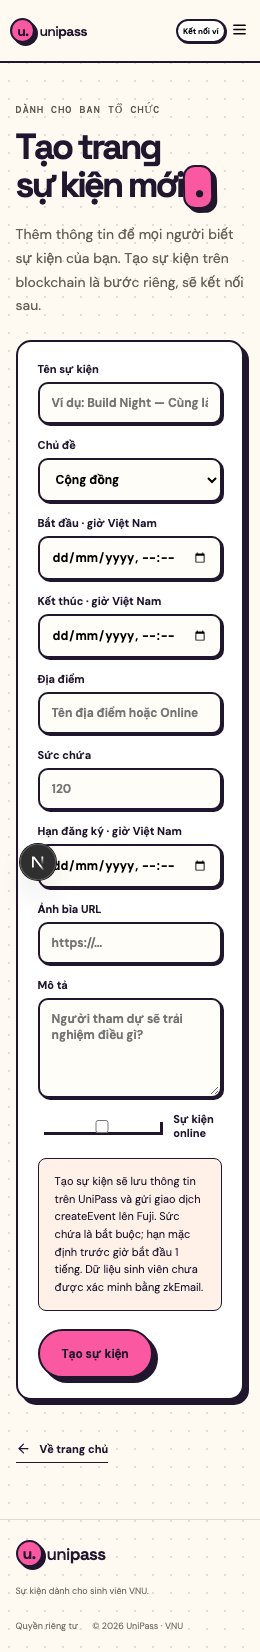 u. unipass
Kết nối ví
DÀNH CHO BAN TỔ CHỨC
Tạo trang
sự kiện mới.
Thêm thông tin để mọi người biết
sự kiện của bạn. Tạo sự kiện trên
blockchain là bước riêng, sẽ kết nối
sau.
Tên sự kiện
Ví dụ: Build Night — Cùng là
Chủ đề
Cộng đồng
Bắt đầu · giờ Việt Nam
dd/mm/yyyy, --:--
Kết thúc · giờ Việt Nam
dd/mm/yyyy, --:--
Địa điểm
Tên địa điểm hoặc Online
Sức chứa
120
Hạn đăng ký · giờ Việt Nam
N
dd/mm/yyyy, --:--
Ảnh bìa URL
https://...
Mô tả
Người tham dự sẽ trải
nghiệm điều gì?
Sự kiện
online
Tạo sự kiện sẽ lưu thông tin
trên UniPass và gửi giao dịch
createEvent lên Fuji. Sức
chứa là bắt buộc; hạn mặc
định trước giờ bắt đầu 1
tiếng. Dữ liệu sinh viên chưa
được xác minh bằng zkEmail.
Tạo sự kiện
← Về trang chủ
u. unipass
Sự kiện dành cho sinh viên VNU.
Quyền riêng tư © 2026 UniPass · VNU